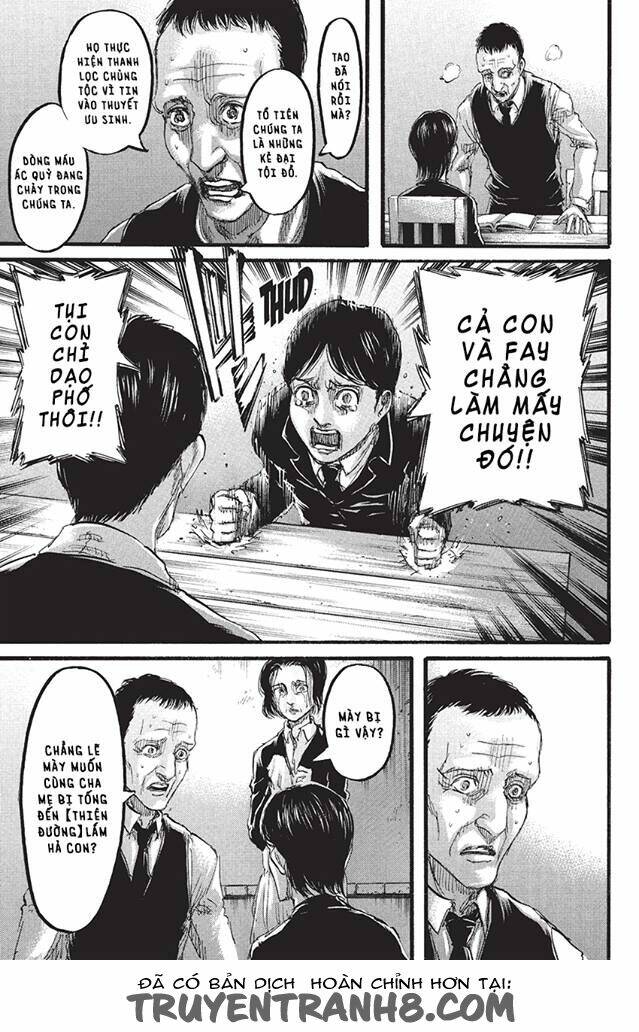 TAO
ĐÃ
NÓI
RỒI
MÀ?
TỔ TIÊN
CHÚNG TA
LÀ NHỮNG
KẺ ĐẠI
TỘI ĐỒ.
HỌ THỰC
HIỆN THANH
LỌC CHỦNG
TỘC VÌ TIN
VÀO THUYẾT
ƯU SINH.
DÒNG MÁU
ÁC QUỶ ĐANG
CHẢY TRONG
CHÚNG TA.
CẢ CON
VÀ FAY
CHẲNG
LÀM MẤY
CHUYỆN
ĐÓ!!
THUD
TỤI
CON
CHỈ
DẠO
PHỐ
THÔI!!
MÀY BỊ
GÌ VẬY?
CHẲNG LẼ
MÀY MUỐN
CÙNG CHA
MẸ BỊ TỐNG
ĐẾN [THIÊN
ĐƯỜNG] LẮM
HẢ CON?
ĐÃ CÓ BẢN DỊCH HOÀN CHỈNH HƠN TẠI:
TRUYENTRANH8.COM